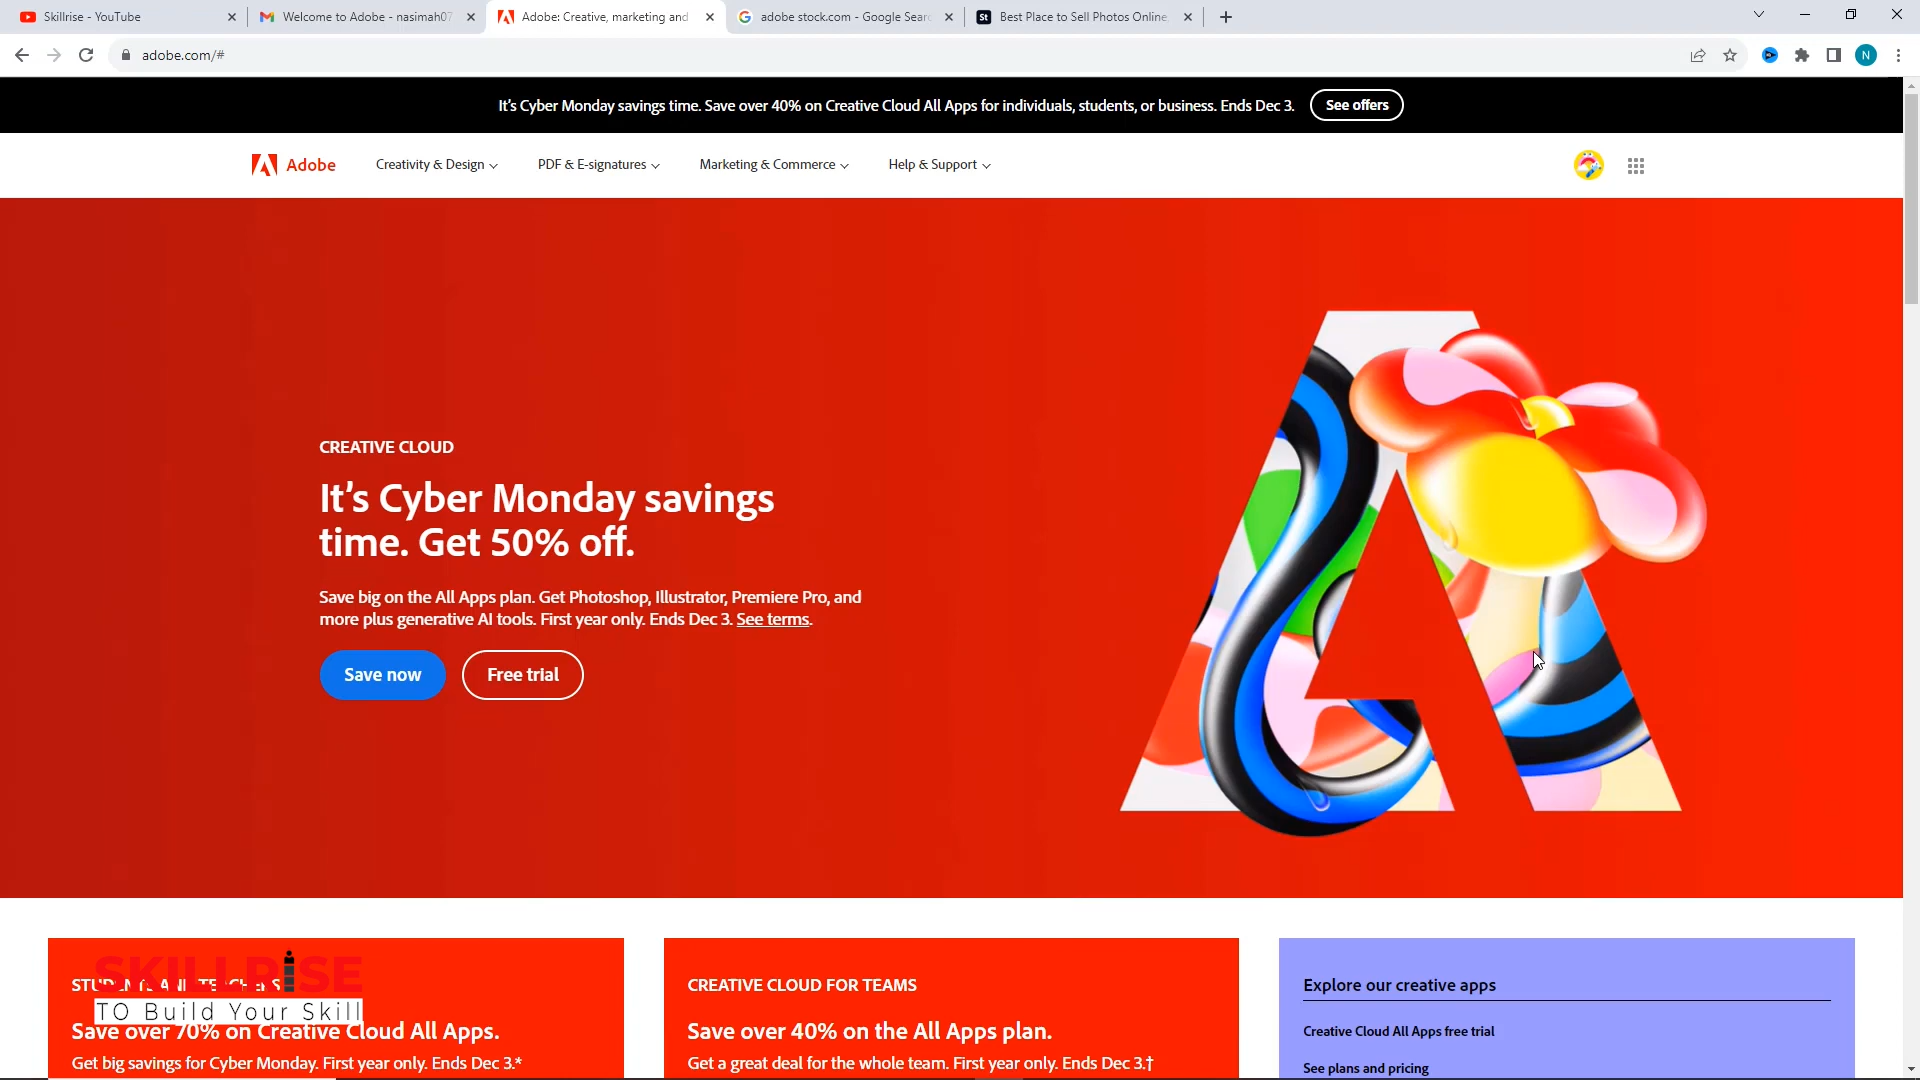 Skillrise - YouTube
Welcome to Adobe - nasimah07
Adobe: Creative, marketing and
adobe stock.com - Google Sear
Best Place to Sell Photos Online,
adobe.com/#
N
It's Cyber Monday savings time. Save over 40% on Creative Cloud All Apps for individuals, students, or business. Ends Dec 3.
See offers
Adobe
Creativity & Design
PDF & E-signatures
Marketing & Commerce
Help & Support
CREATIVE CLOUD
It's Cyber Monday savings
time. Get 50% off.
Save big on the All Apps plan. Get Photoshop, Illustrator, Premiere Pro, and
more plus generative AI tools. First year only. Ends Dec 3. See terms.
Save now
Free trial
SKILLRISE
TO Build Your Skill
STUDENTS AND TEACHERS
Save over 70% on Creative Cloud All Apps.
Get big savings for Cyber Monday. First year only. Ends Dec 3.*
CREATIVE CLOUD FOR TEAMS
Save over 40% on the All Apps plan.
Get a great deal for the whole team. First year only. Ends Dec 3.†
Explore our creative apps
Creative Cloud All Apps free trial
See plans and pricing